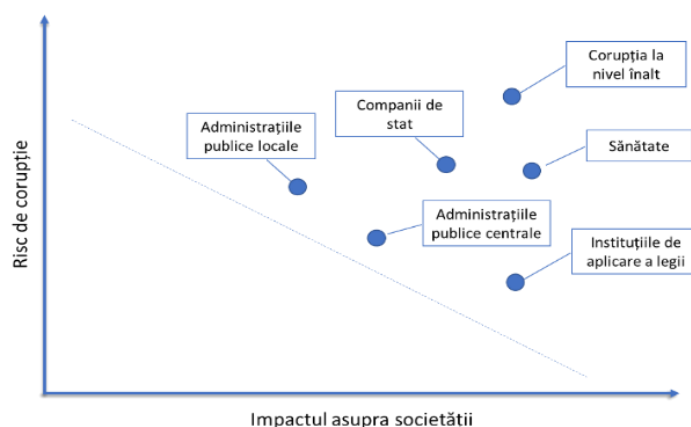 Corupția la
nivel înalt
Companii de
stat
Administrațiile
publice locale
Sănătate
Administrațiile
publice centrale
Instituțiile de
aplicare a legii
Risc de corupție
Impactul asupra societății